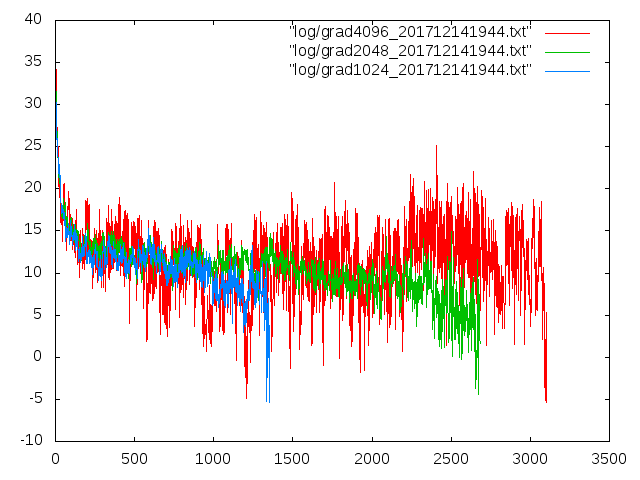 "log/grad4096_201712141944.txt"
"log/grad2048_201712141944.txt"
"log/grad1024_201712141944.txt"
40
35
30
25
20
15
10
5
0
-5
-10
0 500 1000 1500 2000 2500 3000 3500